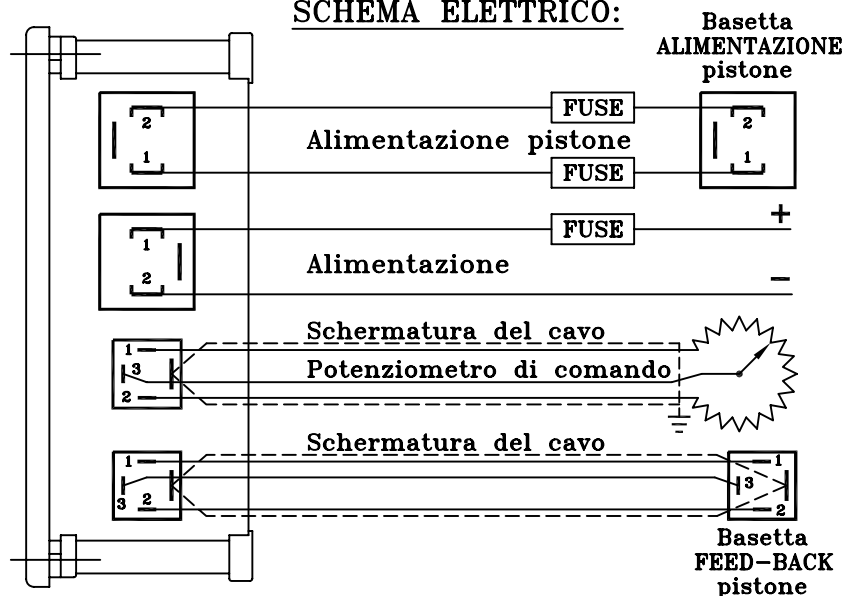 SCHEMA ELETTRICO:
Basetta
ALIMENTAZIONE
pistone
2
FUSE
2
Alimentazione pistone
1
FUSE
1
1
FUSE
+
Alimentazione
2
−
Schermatura del cavo
1
3
Potenziometro di comando
2
Schermatura del cavo
1
1
3
2
3
2
Basetta
FEED-BACK
pistone